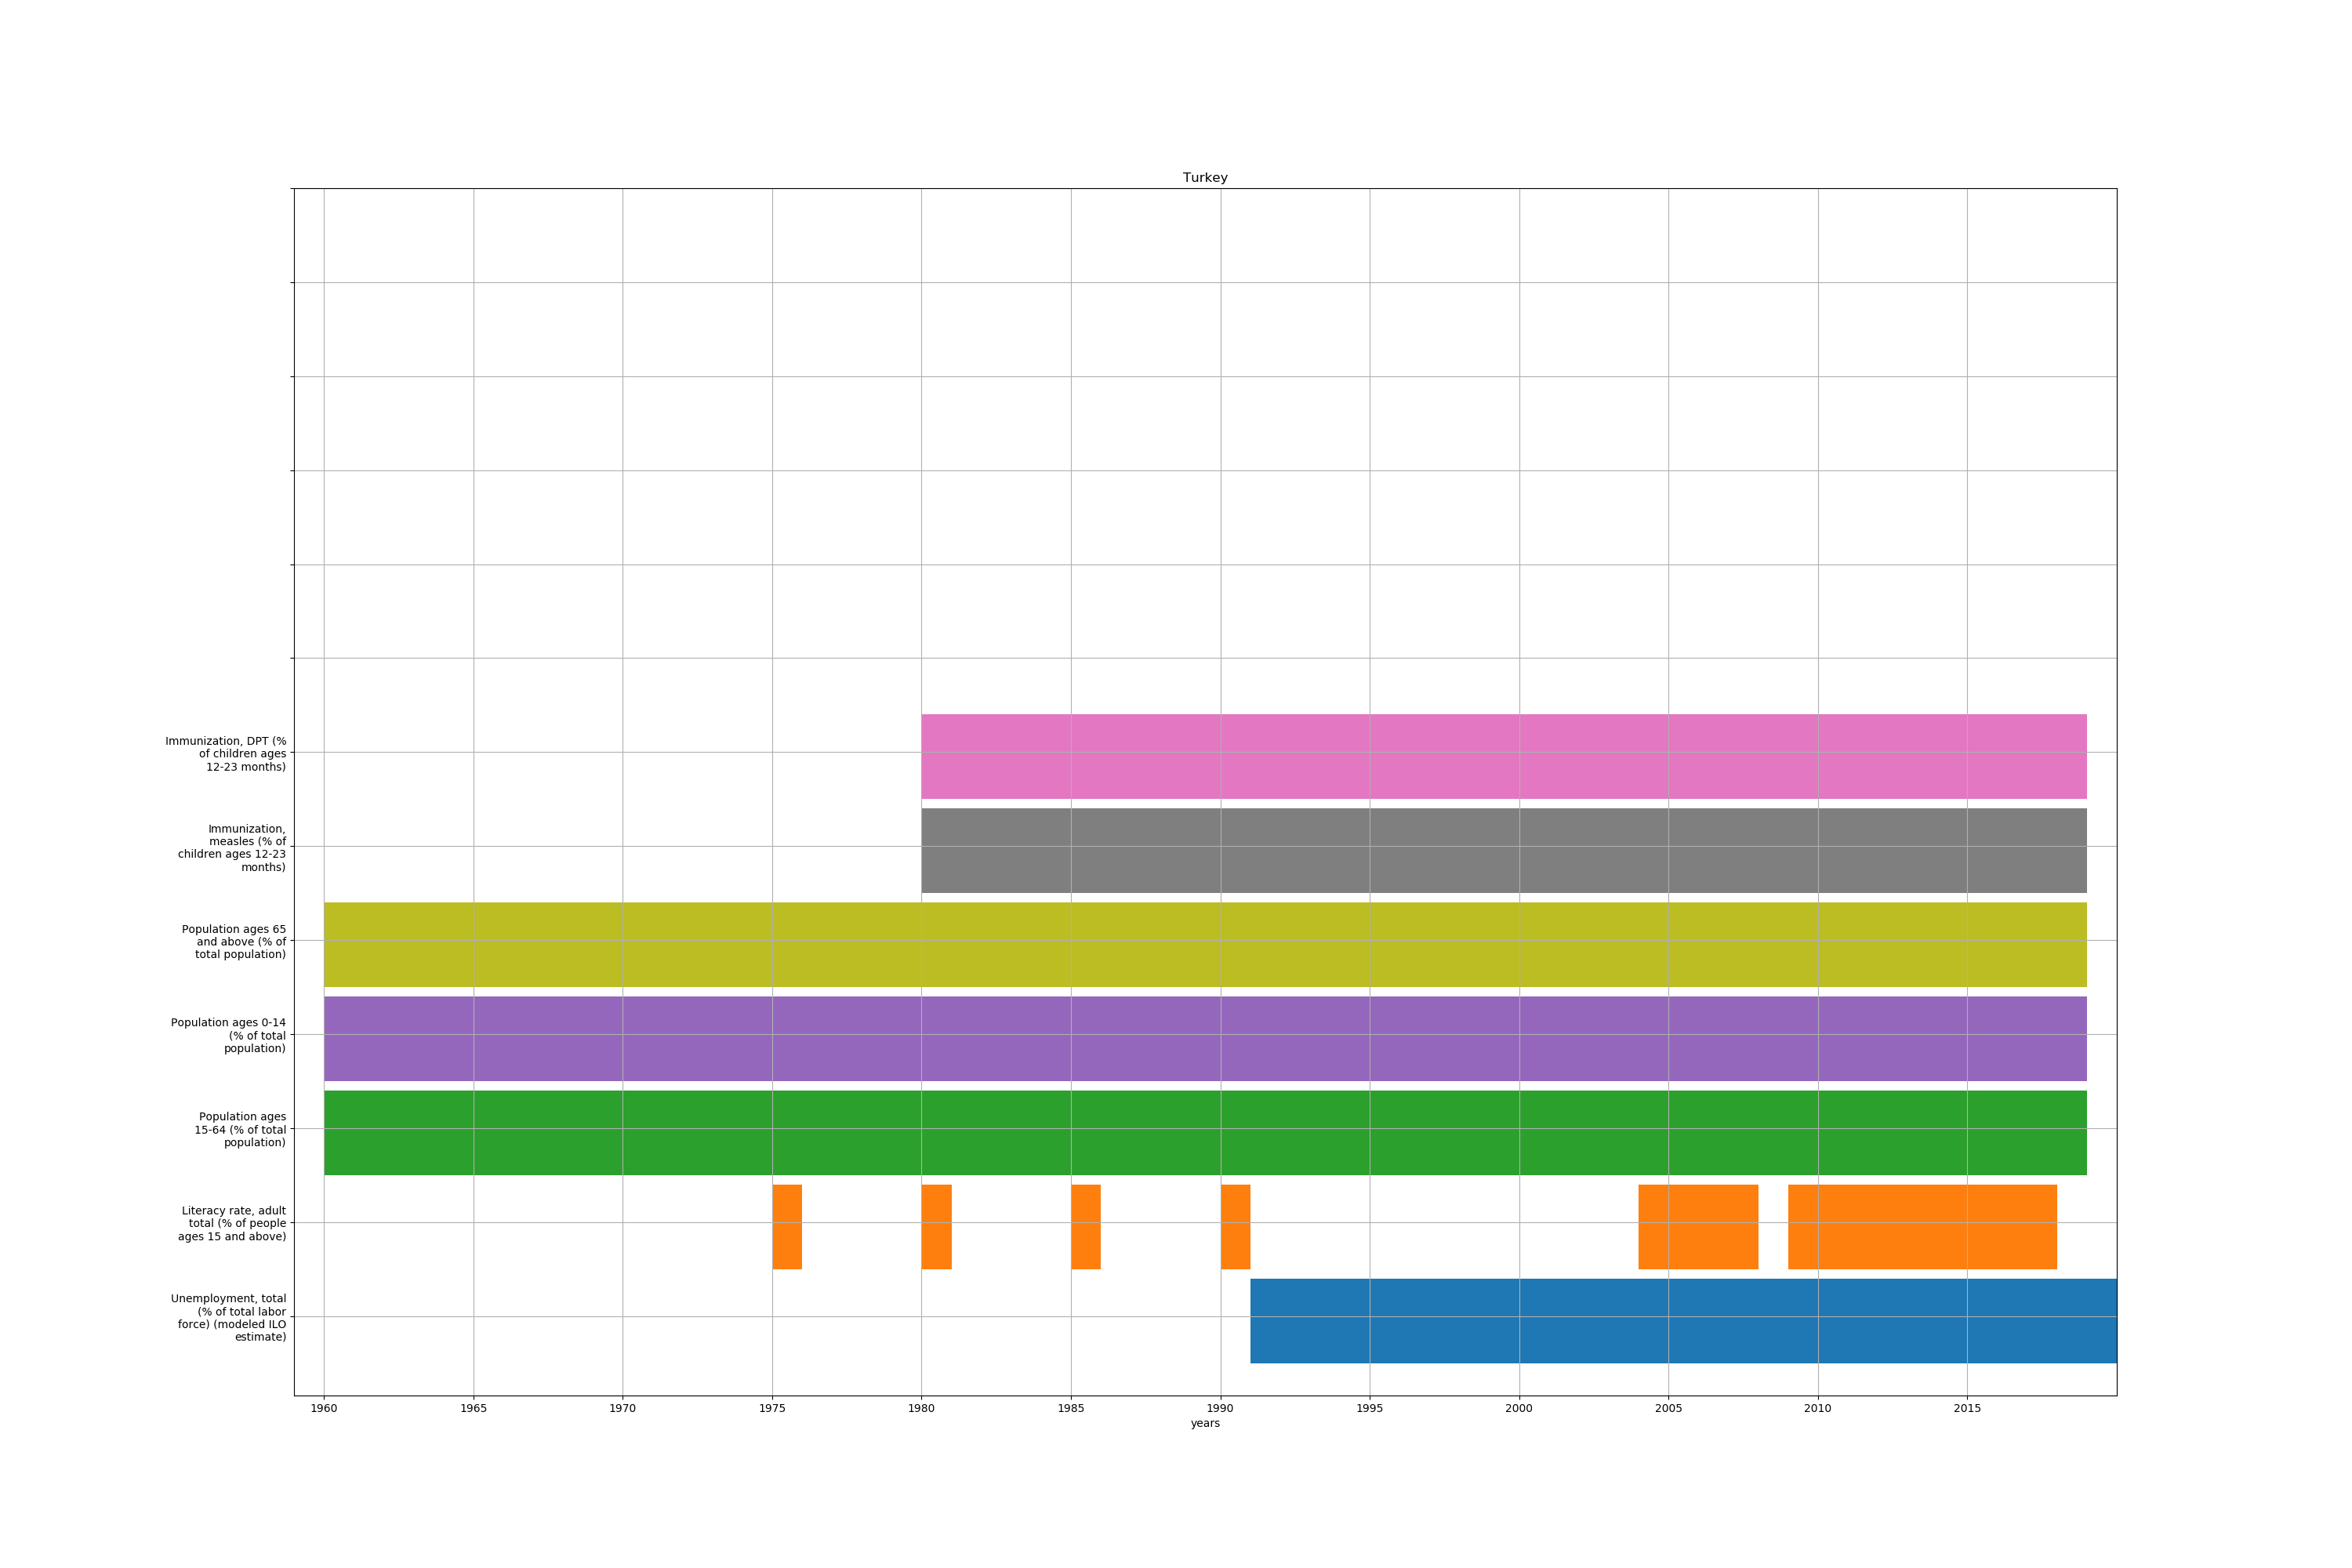 Turkey
Immunization, DPT (%
of children ages
12-23 months)
Immunization,
measles (% of
children ages 12-23
months)
Population ages 65
and above (% of
total population)
Population ages 0-14
(% of total
population)
Population ages
15-64 (% of total
population)
Literacy rate, adult
total (% of people
ages 15 and above)
Unemployment, total
(% of total labor
force) (modeled ILO
estimate)
1960 1965 1970 1975 1980 1985 1990 1995 2000 2005 2010 2015
years